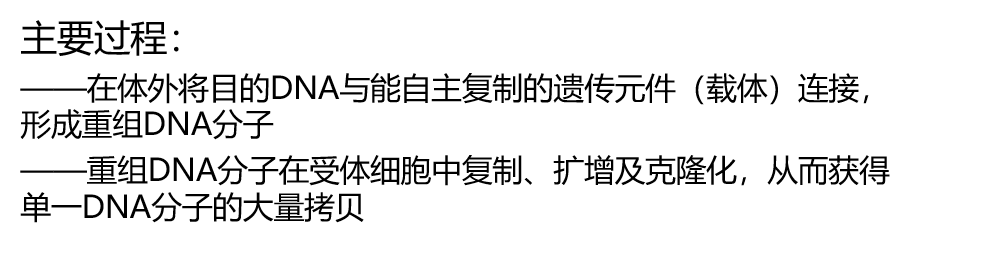 主要过程：
——在体外将目的DNA与能自主复制的遗传元件（载体）连接，
形成重组DNA分子
——重组DNA分子在受体细胞中复制、扩增及克隆化，从而获得
单一DNA分子的大量拷贝